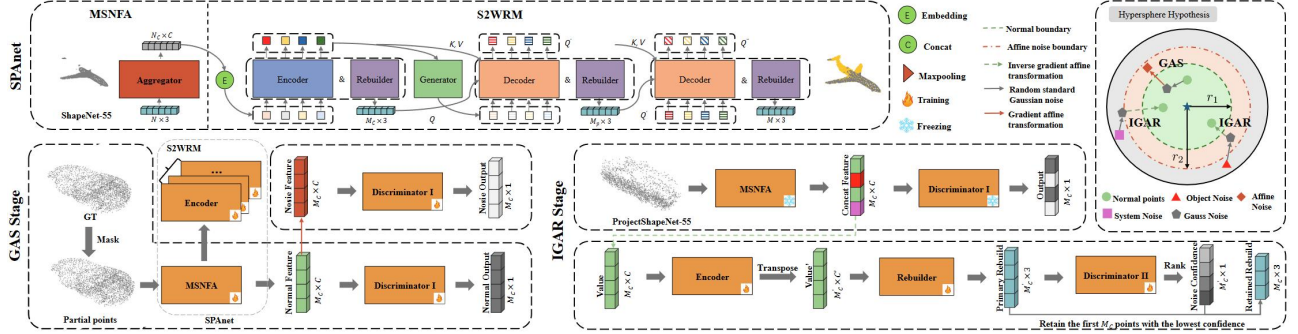 MSNFA
S2WRM
SPAnet
N_C × C
Aggregator
ShapeNet-55
N × 3
E
Encoder
&
Rebuilder
M_C × 3
K, V
Generator
Q
Decoder
Q'
&
Rebuilder
M_p × 3
K, V
Q
Decoder
Q'
&
Rebuilder
M × 3
E Embedding
C Concat
Maxpooling
Training
Freezing
Normal boundary
Affine noise boundary
Inverse gradient affine
transformation
Random standard
Gaussian noise
Gradient affine
transformation
Hypersphere Hypothesis
GAS
r1
IGAR
IGAR
r2
Normal points
Object Noise
Affine
Noise
System Noise
Gauss Noise
GAS Stage
GT
Mask
Partial points
S2WRM
...
Encoder
MSNFA
SPAnet
Nosie Feature
M_C × C
Discriminator I
Nosie Output
M_C × 1
Normal Feature
M_C × C
Discriminator I
Normal Output
M_C × 1
IGAR Stage
ProjectShapeNet-55
MSNFA
Concat Feature
M_C × C
Discriminator I
Output
M_C × 1
Value
M_C × C
Encoder
Transpose
Value'
M_C × C
Rebuilder
Primary Rebuild
M_C × 3
Discriminator II
Rank
Noise Confidence
M_C × 1
Retained Rebuild
M_C × 3
Retain the first M_C points with the lowest confidence